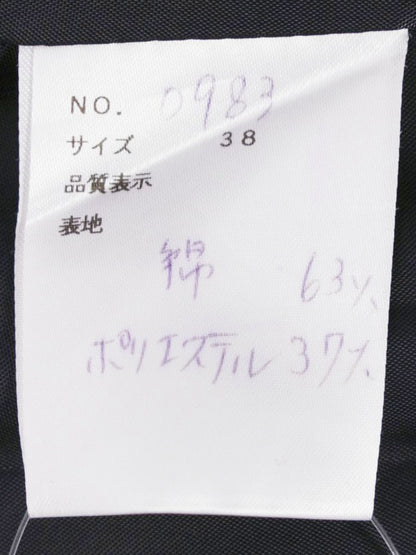 NO. 0983
サイズ 38
品質表示
表地
綿 63%
ポリエステル 37%